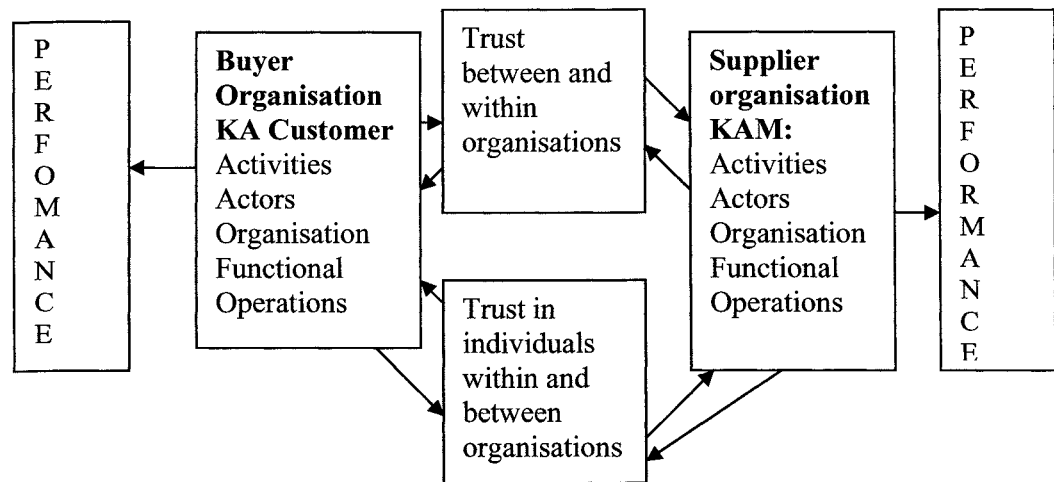 P
E
R
F
O
M
A
N
C
E
Buyer
Organisation
KA Customer
Activities
Actors
Organisation
Functional
Operations
Trust
between and
within
organisations
Trust in
individuals
within and
between
organisations
Supplier
organisation
KAM:
Activities
Actors
Organisation
Functional
Operations
P
E
R
F
O
R
M
A
N
C
E